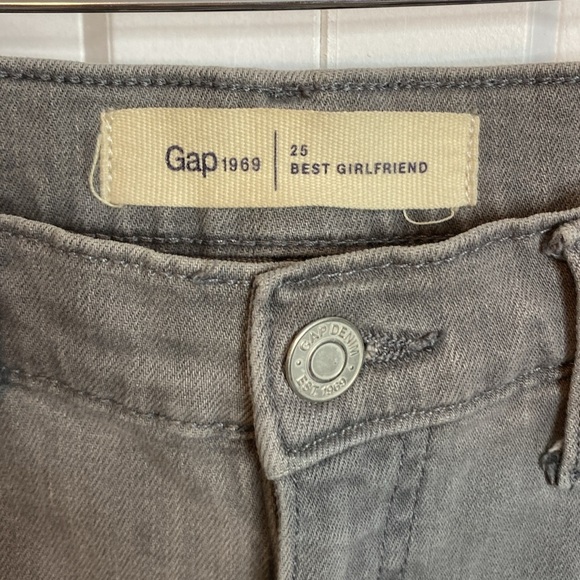 Gap 1969
25
BEST GIRLFRIEND
GAP DENIM
EST. 1969